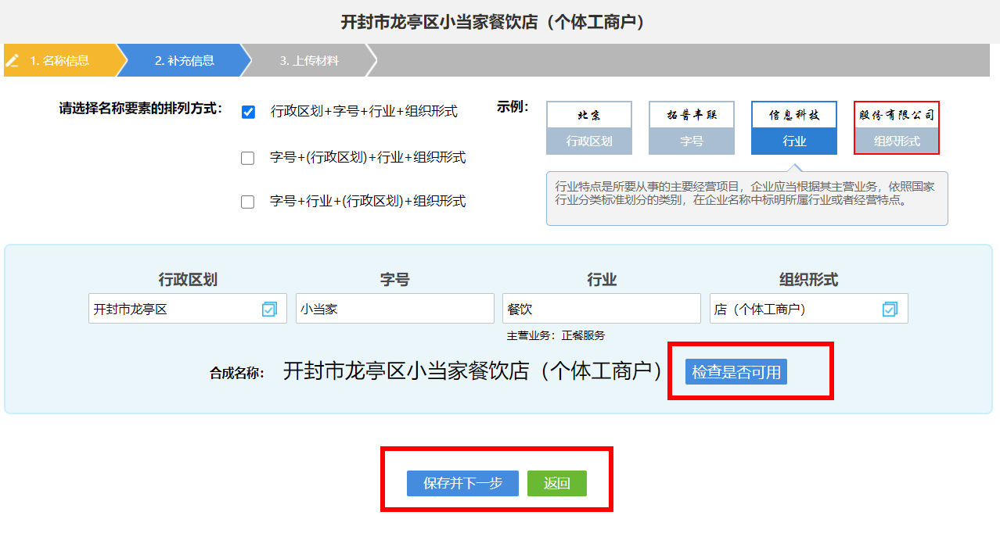 开封市龙亭区小当家餐饮店（个体工商户）
1. 名称信息
2. 补充信息
3. 上传材料
请选择名称要素的排列方式：
行政区划+字号+行业+组织形式
字号+(行政区划)+行业+组织形式
字号+行业+(行政区划)+组织形式
示例：
北京
行政区划
拓普丰联
字号
信息科技
行业
股份有限公司
组织形式
行业特点是所要从事的主要经营项目，企业应当根据其主营业务，依照国家
行业分类标准划分的类别，在企业名称中标明所属行业或者经营特点。
行政区划
字号
行业
组织形式
开封市龙亭区
小当家
餐饮
店（个体工商户）
主营业务：正餐服务
合成名称：
开封市龙亭区小当家餐饮店（个体工商户）
检查是否可用
保存并下一步
返回